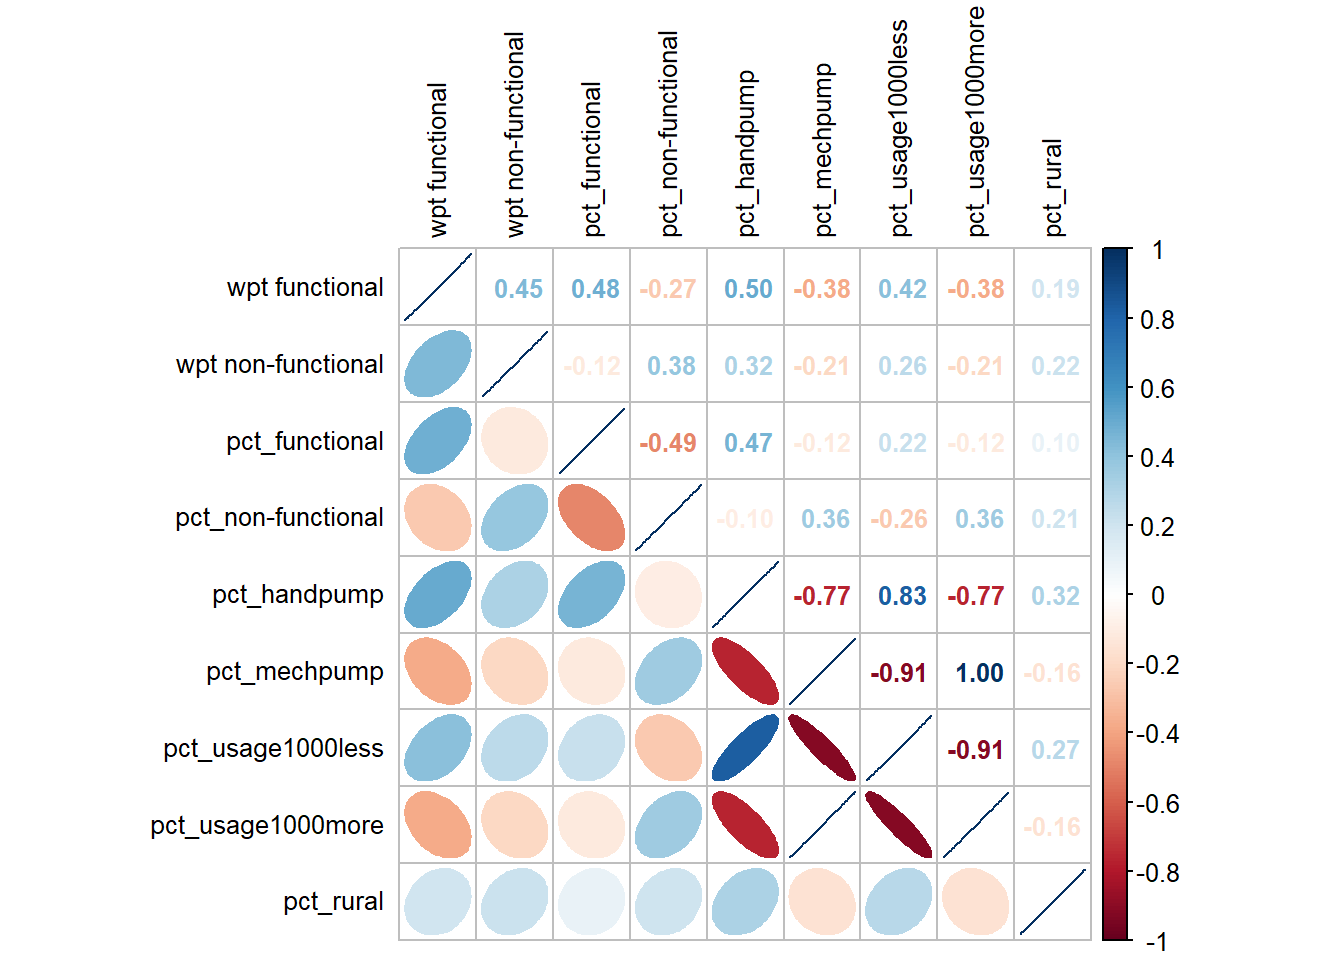 wpt functional
wpt non-functional
pct_functional
pct_non-functional
pct_handpump
pct_mechpump
pct_usage1000less
pct_usage1000more
pct_rural
wpt functional 0.45 0.48 -0.27 0.50 -0.38 0.42 -0.38 0.19
wpt non-functional -0.12 0.38 0.32 -0.21 0.26 -0.21 0.22
pct_functional -0.49 0.47 -0.12 0.22 -0.12 0.10
pct_non-functional -0.10 0.36 -0.26 0.36 0.21
pct_handpump -0.77 0.83 -0.77 0.32
pct_mechpump -0.91 1.00 -0.16
pct_usage1000less -0.91 0.27
pct_usage1000more -0.16
pct_rural
1
0.8
0.6
0.4
0.2
0
-0.2
-0.4
-0.6
-0.8
-1